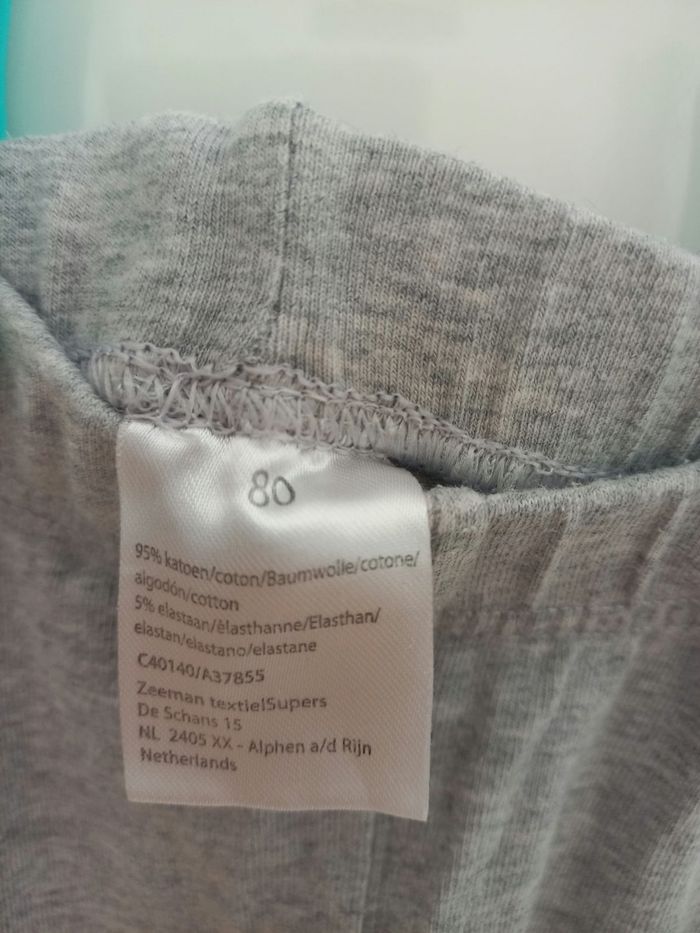 80
95% katoen/coton/Baumwolle/cotone/
algodón/cotton
5% elastaan/élasthanne/Elasthan/
elastan/elastano/elastane
C40140/A37855
Zeeman textielSupers
De Schans 15
NL 2405 XX - Alphen a/d Rijn
Netherlands